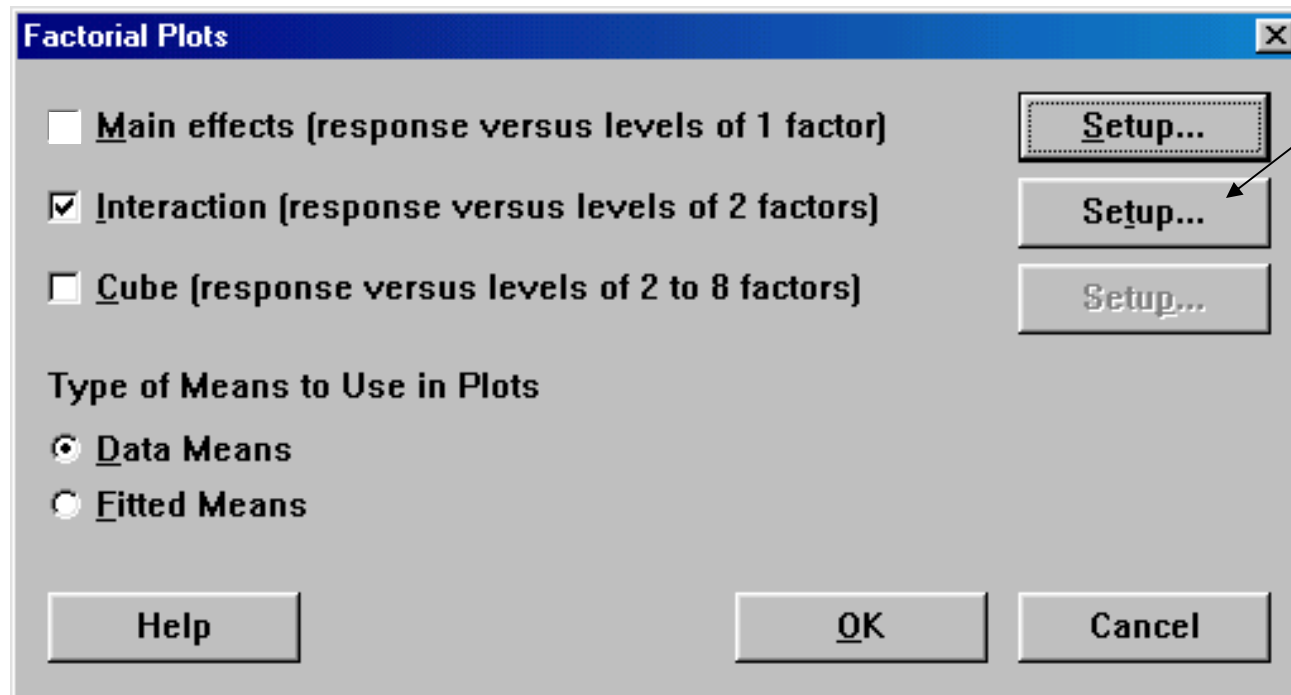 Factorial Plots
Main effects (response versus levels of 1 factor) Setup...
Interaction (response versus levels of 2 factors) Setup...
Cube (response versus levels of 2 to 8 factors) Setup...
Type of Means to Use in Plots
Data Means
Fitted Means
Help OK Cancel